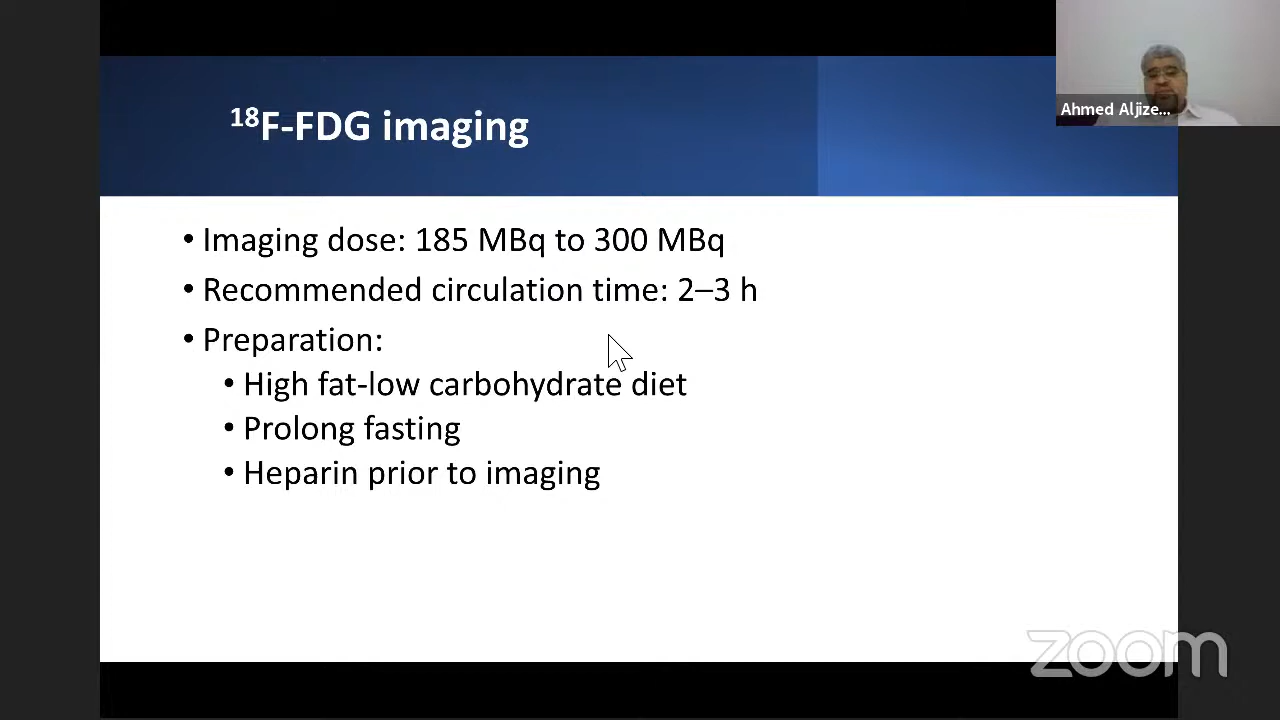 ¹⁸F-FDG imaging
Ahmed Aljize...
• Imaging dose: 185 MBq to 300 MBq
• Recommended circulation time: 2–3 h
• Preparation:
• High fat-low carbohydrate diet
• Prolong fasting
• Heparin prior to imaging
zoom